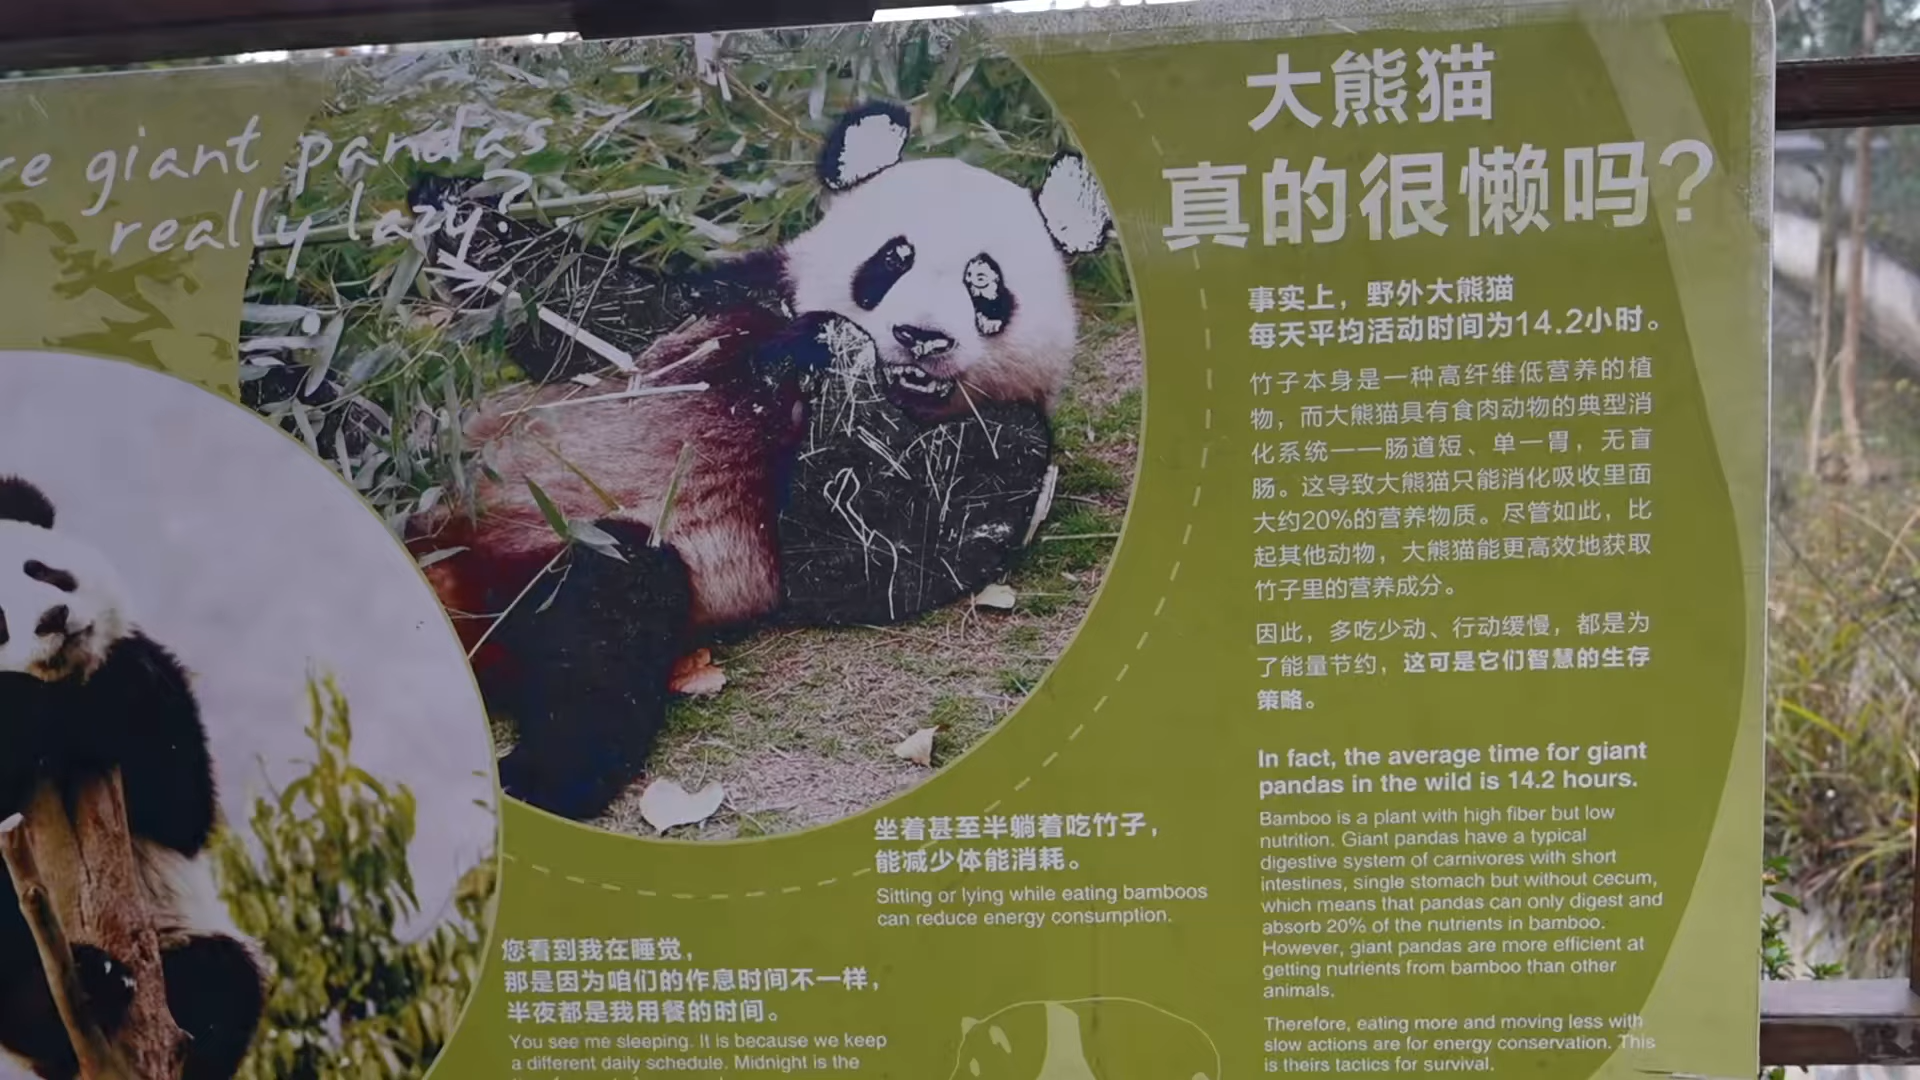 giant pandas
really lazy?
大熊猫
真的很懒吗?
事实上，野外大熊猫
每天平均活动时间为14.2小时。
竹子本身是一种高纤维低营养的植
物，而大熊猫具有食肉动物的典型消
化系统——肠道短、单一胃，无盲
肠。这导致大熊猫只能消化吸收里面
大约20%的营养物质。尽管如此，比
起其他动物，大熊猫能更高效地获取
竹子里的营养成分。
因此，多吃少动、行动缓慢，都是为
了能量节约，这可是它们智慧的生存
策略。
In fact, the average time for giant
pandas in the wild is 14.2 hours.
Bamboo is a plant with high fiber but low
nutrition. Giant pandas have a typical
digestive system of carnivores with short
intestines, single stomach but without cecum,
which means that pandas can only digest and
absorb 20% of the nutrients in bamboo.
However, giant pandas are more efficient at
getting nutrients from bamboo than other
animals.
Therefore, eating more and moving less with
slow actions are for energy conservation. This
is theirs tactics for survival.
坐着甚至半躺着吃竹子，
能减少体能消耗。
Sitting or lying while eating bamboos
can reduce energy consumption.
您看到我在睡觉，
那是因为咱们的作息时间不一样，
半夜都是我用餐的时间。
You see me sleeping. It is because we keep
a different daily schedule. Midnight is the